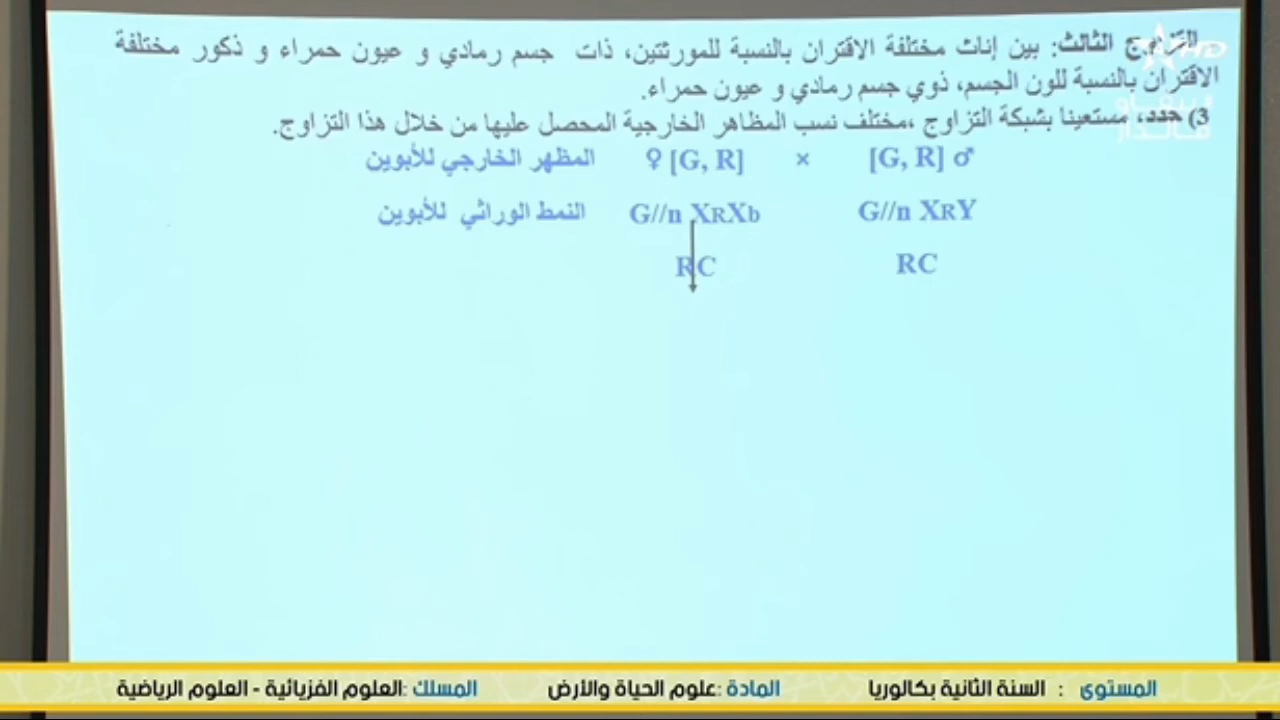 التزاوج الثالث: بين إناث مختلفة الاقتران بالنسبة للمورثتين، ذات جسم رمادي و عيون حمراء و ذكور مختلفة
الاقتران بالنسبة للون الجسم، ذوي جسم رمادي و عيون حمراء.
3) حدد، مستعينا بشبكة التزاوج ،مختلف نسب المظاهر الخارجية المحصل عليها من خلال هذا التزاوج.
المظهر الخارجي للأبوين ♀ [G, R] × [G, R] ♂
النمط الوراثي للأبوين G//n XRXb G//n XRY
RC RC
HD
المستوى : السنة الثانية بكالوريا المادة :علوم الحياة والأرض المسلك :العلوم الفزيائية - العلوم الرياضية